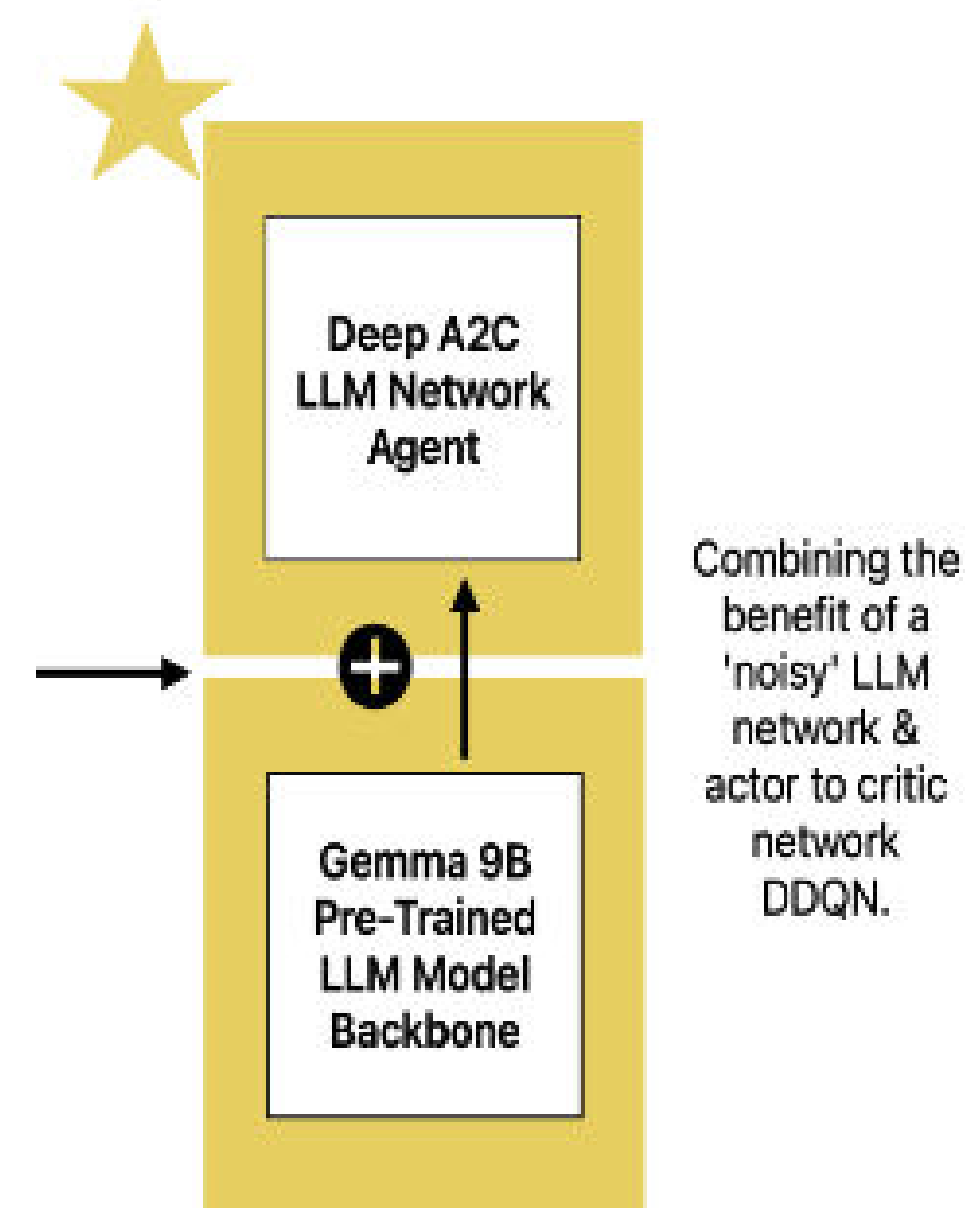 Deep A2C
LLM Network
Agent
Combining the
benefit of a
'noisy' LLM
network &
actor to critic
network
DDQN.
Gemma 9B
Pre-Trained
LLM Model
Backbone